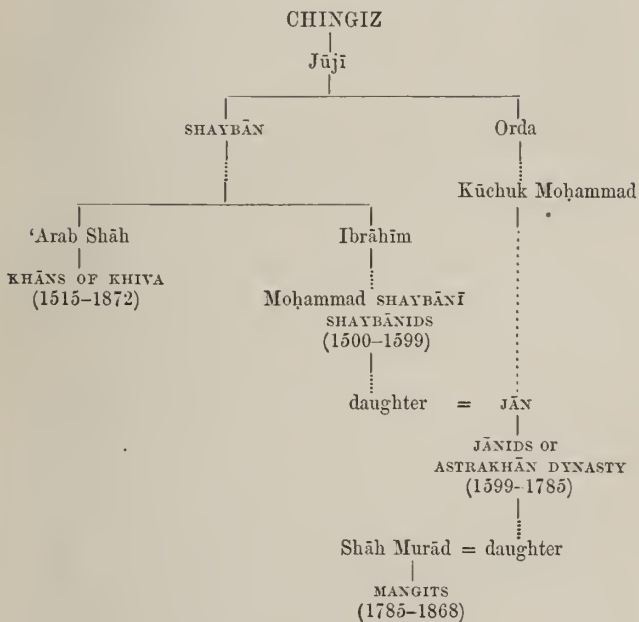 CHINGIZ
Jūjī
SHAYBĀN
Orda
Kūchuk Moḥammad
‘Arab Shāh
Ibrāhīm
KHĀNS OF KHIVA
(1515–1872)
Moḥammad SHAYBĀNĪ
SHAYBĀNIDS
(1500–1599)
daughter = JĀN
JĀNIDS or
ASTRAKHĀN DYNASTY
(1599–1785)
Shāh Murād = daughter
MANGITS
(1785–1868)